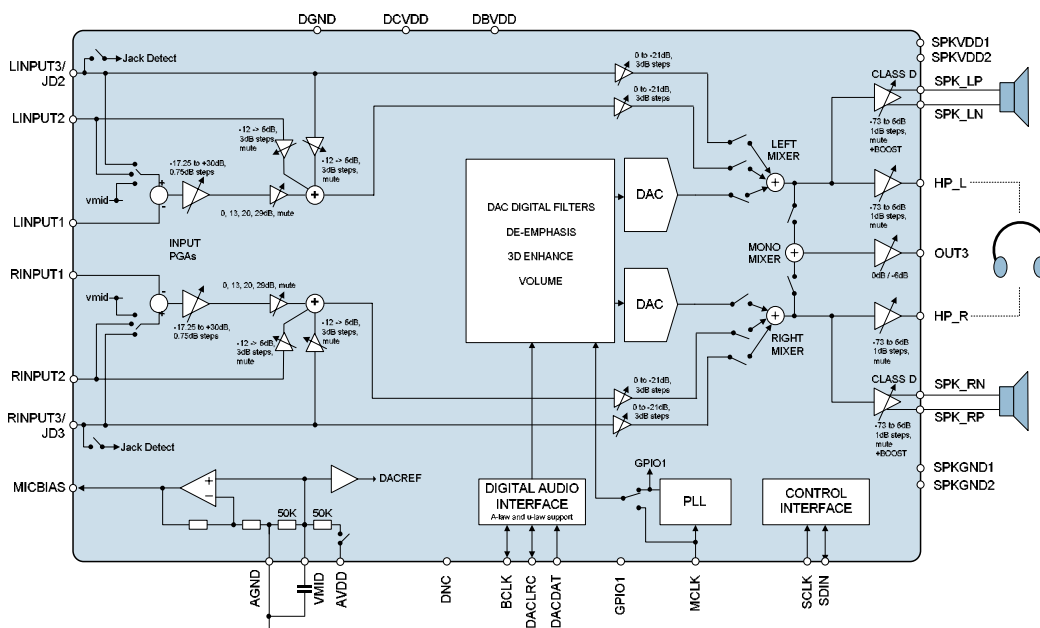 DGND
DCVDD
DBVDD
SPKVDD1
SPKVDD2
LINPUT3/
JD2
Jack Detect
0 to -21dB,
3dB steps
CLASS D
SPK_LP
SPK_LN
0 to -21dB,
3dB steps
LINPUT2
-12 -> 6dB,
3dB steps,
mute
-12 -> 6dB,
3dB steps,
mute
-73 to 6dB
1dB steps,
mute
+BOOST
LEFT
MIXER
-17.25 to +30dB,
0.75dB steps
+
-
vmid
+
0, 13, 20, 29dB, mute
DAC
+
HP_L
-73 to 6dB
1dB steps,
mute
LINPUT1
DAC DIGITAL FILTERS
DE-EMPHASIS
3D ENHANCE
VOLUME
INPUT
PGAs
MONO
MIXER
+
OUT3
0dB / -6dB
RINPUT1
0, 13, 20, 29dB, mute
vmid
-
+
+
-17.25 to +30dB,
0.75dB steps
-12 -> 6dB,
3dB steps,
mute
-12 -> 6dB,
3dB steps,
mute
DAC
+
HP_R
RIGHT
MIXER
-73 to 6dB
1dB steps,
mute
RINPUT2
0 to -21dB,
3dB steps
CLASS D
SPK_RN
SPK_RP
RINPUT3/
JD3
0 to -21dB,
3dB steps
-73 to 6dB
1dB steps,
mute
+BOOST
Jack Detect
SPKGND1
SPKGND2
MICBIAS
+
-
DACREF
GPIO1
DIGITAL AUDIO
INTERFACE
A-law and u-law support
PLL
CONTROL
INTERFACE
50K
50K
AGND
VMID
AVDD
DNC
BCLK
DACLRC
DACDAT
GPIO1
MCLK
SCLK
SDIN